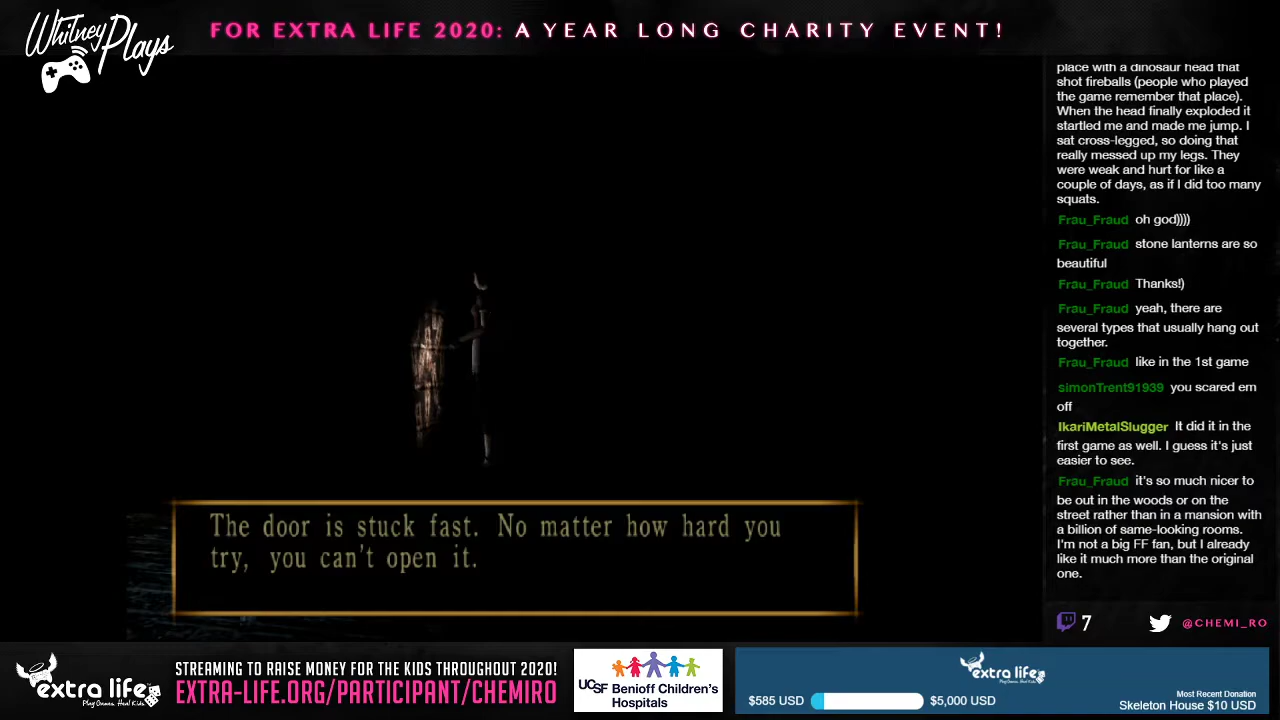 Whitney
Plays
FOR EXTRA LIFE 2020: A YEAR LONG CHARITY EVENT!
place with a dinosaur head that
shot fireballs (people who played
the game remember that place).
When the head finally exploded it
startled me and made me jump. I
sat cross-legged, so doing that
really messed up my legs. They
were weak and hurt for like a
couple of days, as if I did too many
squats.
Frau_Fraud oh god))))
Frau_Fraud stone lanterns are so
beautiful
Frau_Fraud Thanks!)
Frau_Fraud yeah, there are
several types that usually hang out
together.
Frau_Fraud like in the 1st game
simonTrent91939 you scared em
off
IkariMetalSlugger It did it in the
first game as well. I guess it's just
easier to see.
Frau_Fraud it's so much nicer to
be out in the woods or on the
street rather than in a mansion with
a billion of same-looking rooms.
I'm not a big FF fan, but I already
like it much more than the original
one.
The door is stuck fast. No matter how hard you
try, you can't open it.
7
@CHEMI_RO
extra life
Play Games. Heal Kids.
STREAMING TO RAISE MONEY FOR THE KIDS THROUGHOUT 2020!
EXTRA-LIFE.ORG/PARTICIPANT/CHEMIRO
UCSF Benioff Children's
Hospitals
extra life
Play Games. Heal Kids.
$585 USD
$5,000 USD
Most Recent Donation
Skeleton House $10 USD